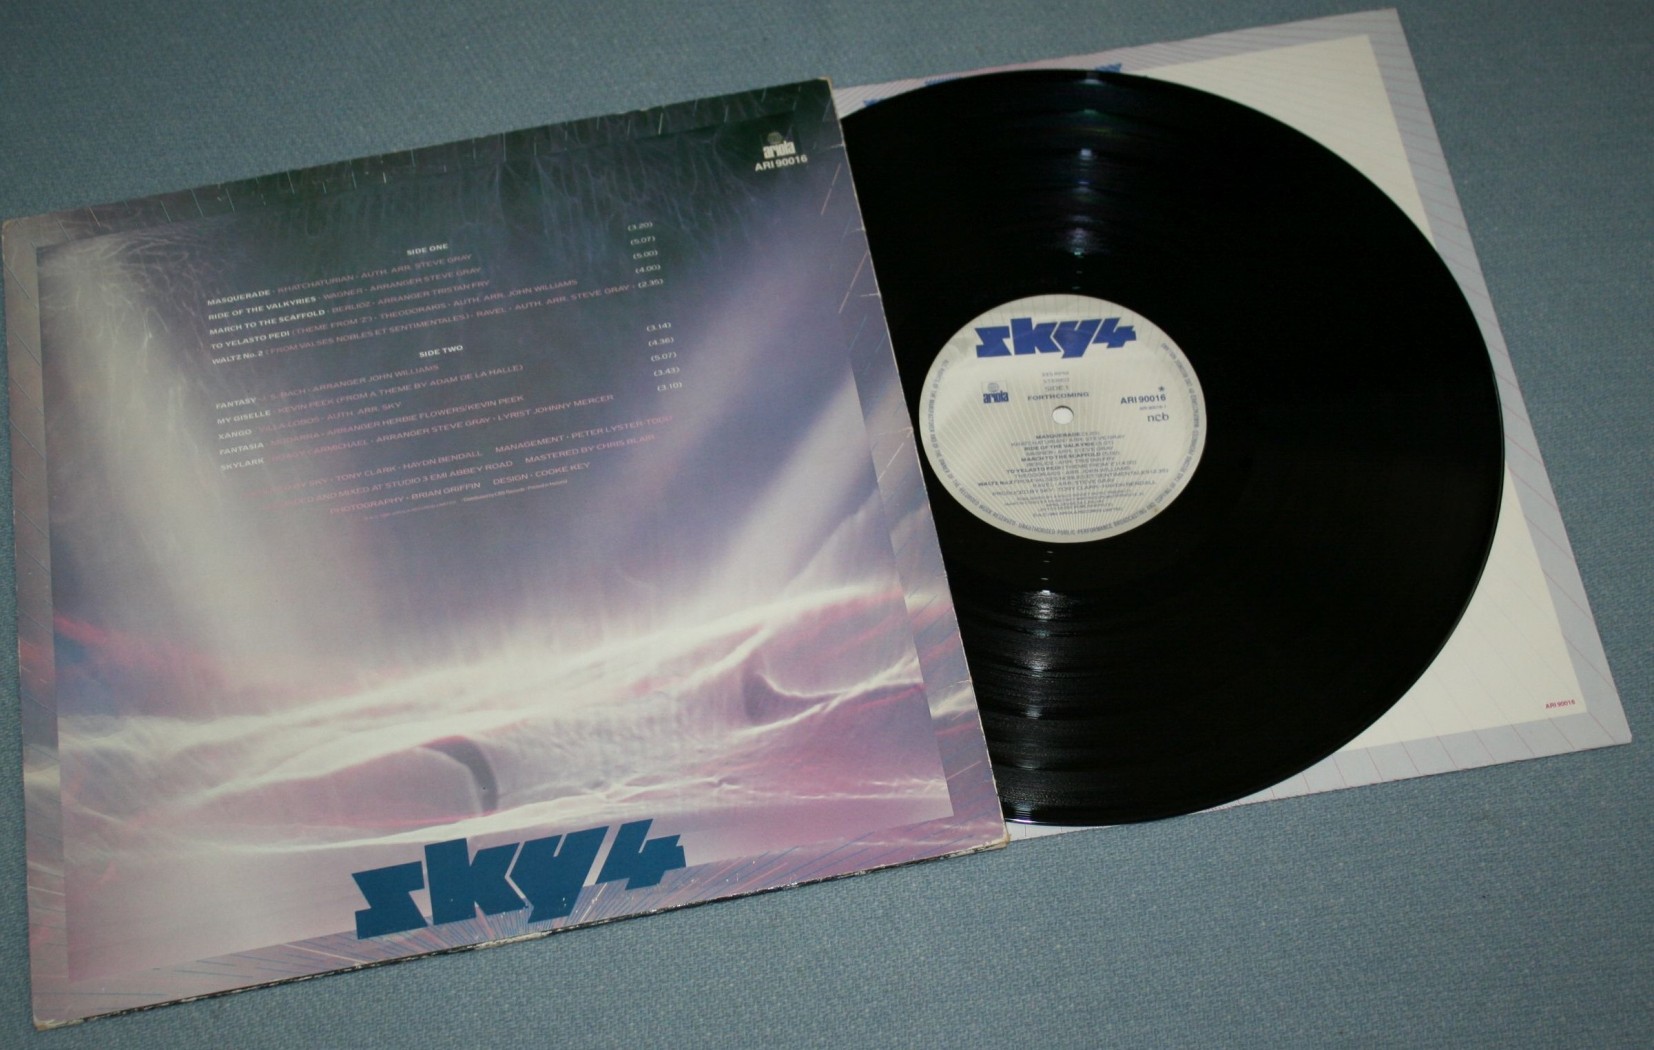 ariola
ARI 90016
SIDE ONE
MASQUERADE · KHATCHATURIAN · AUTH. ARR. STEVE GRAY (3.20)
RIDE OF THE VALKYRIES · WAGNER · ARRANGER STEVE GRAY (5.07)
MARCH TO THE SCAFFOLD · BERLIOZ · ARRANGER TRISTAN FRY (5.00)
TO YELASTO PEDI (THEME FROM 'Z') · THEODORAKIS · AUTH. ARR. JOHN WILLIAMS (4.00)
WALTZ No. 2 (FROM VALSES NOBLES ET SENTIMENTALES) · RAVEL · AUTH. ARR. STEVE GRAY · (2.35)
SIDE TWO
FANTASY · J. S. BACH · ARRANGER JOHN WILLIAMS (3.14)
MY GISELLE · KEVIN PEEK (FROM A THEME BY ADAM DE LA HALLE) (4.36)
XANGO · VILLA LOBOS · AUTH. ARR. SKY (5.07)
FANTASIA · MUDARRA · ARRANGER HERBIE FLOWERS/KEVIN PEEK (3.43)
SKYLARK · HOAGY CARMICHAEL · ARRANGER STEVE GRAY · LYRIST JOHNNY MERCER (3.10)
BY SKY · TONY CLARK · HAYDN BENDALL MANAGEMENT · PETER LYSTER-TODD
AND MIXED AT STUDIO 3 EMI ABBEY ROAD MASTERED BY CHRIS BLAIR
PHOTOGRAPHY · BRIAN GRIFFIN DESIGN · COOKE KEY
sky4
sky4
STEREO
SIDE 1
ariola
FORTHCOMING
ARI 90016
ncb
MASQUERADE
RIDE OF THE VALKYRIES
MARCH TO THE SCAFFOLD
TO YELASTO PEDI
ARI 90016